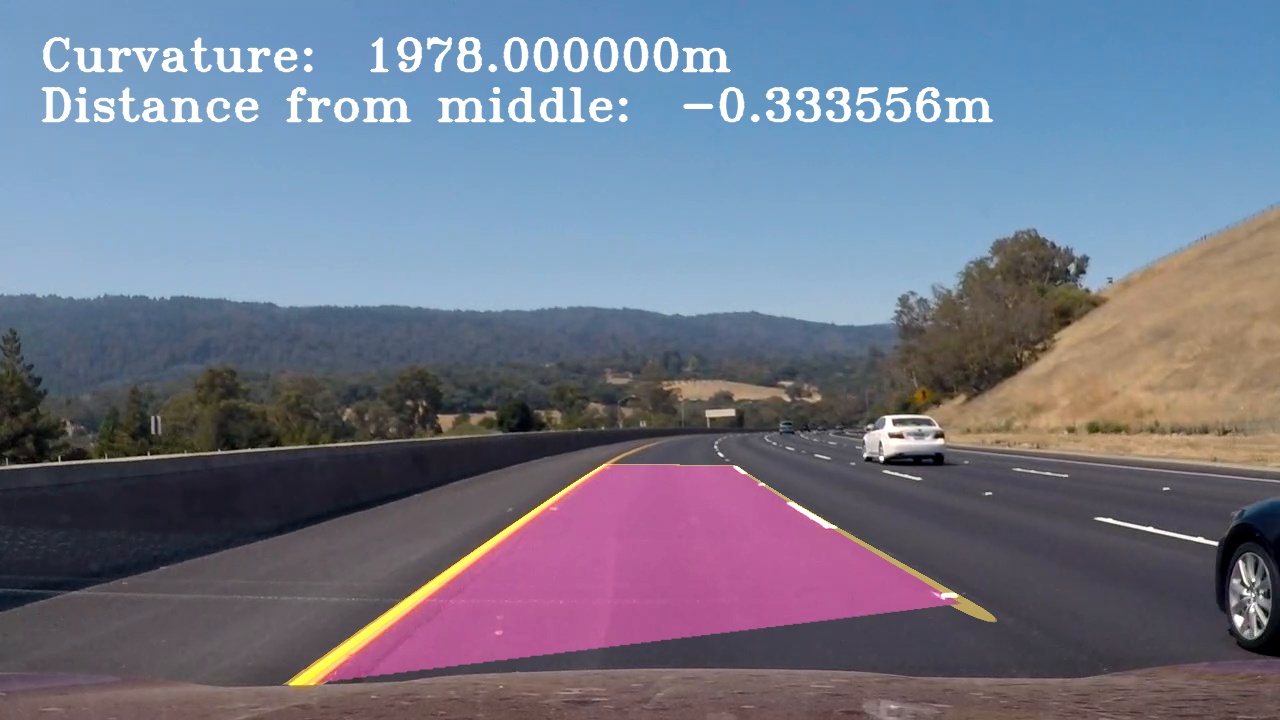 Curvature: 1978.000000m
Distance from middle: −0.333556m